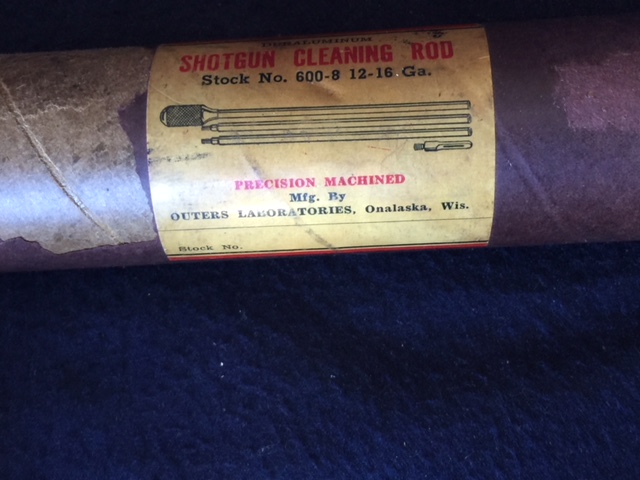 DURALUMINUM
SHOTGUN CLEANING ROD
Stock No. 600-8 12-16 Ga.
PRECISION MACHINED
Mfg. By
OUTERS LABORATORIES, Onalaska, Wis.
Stock No.